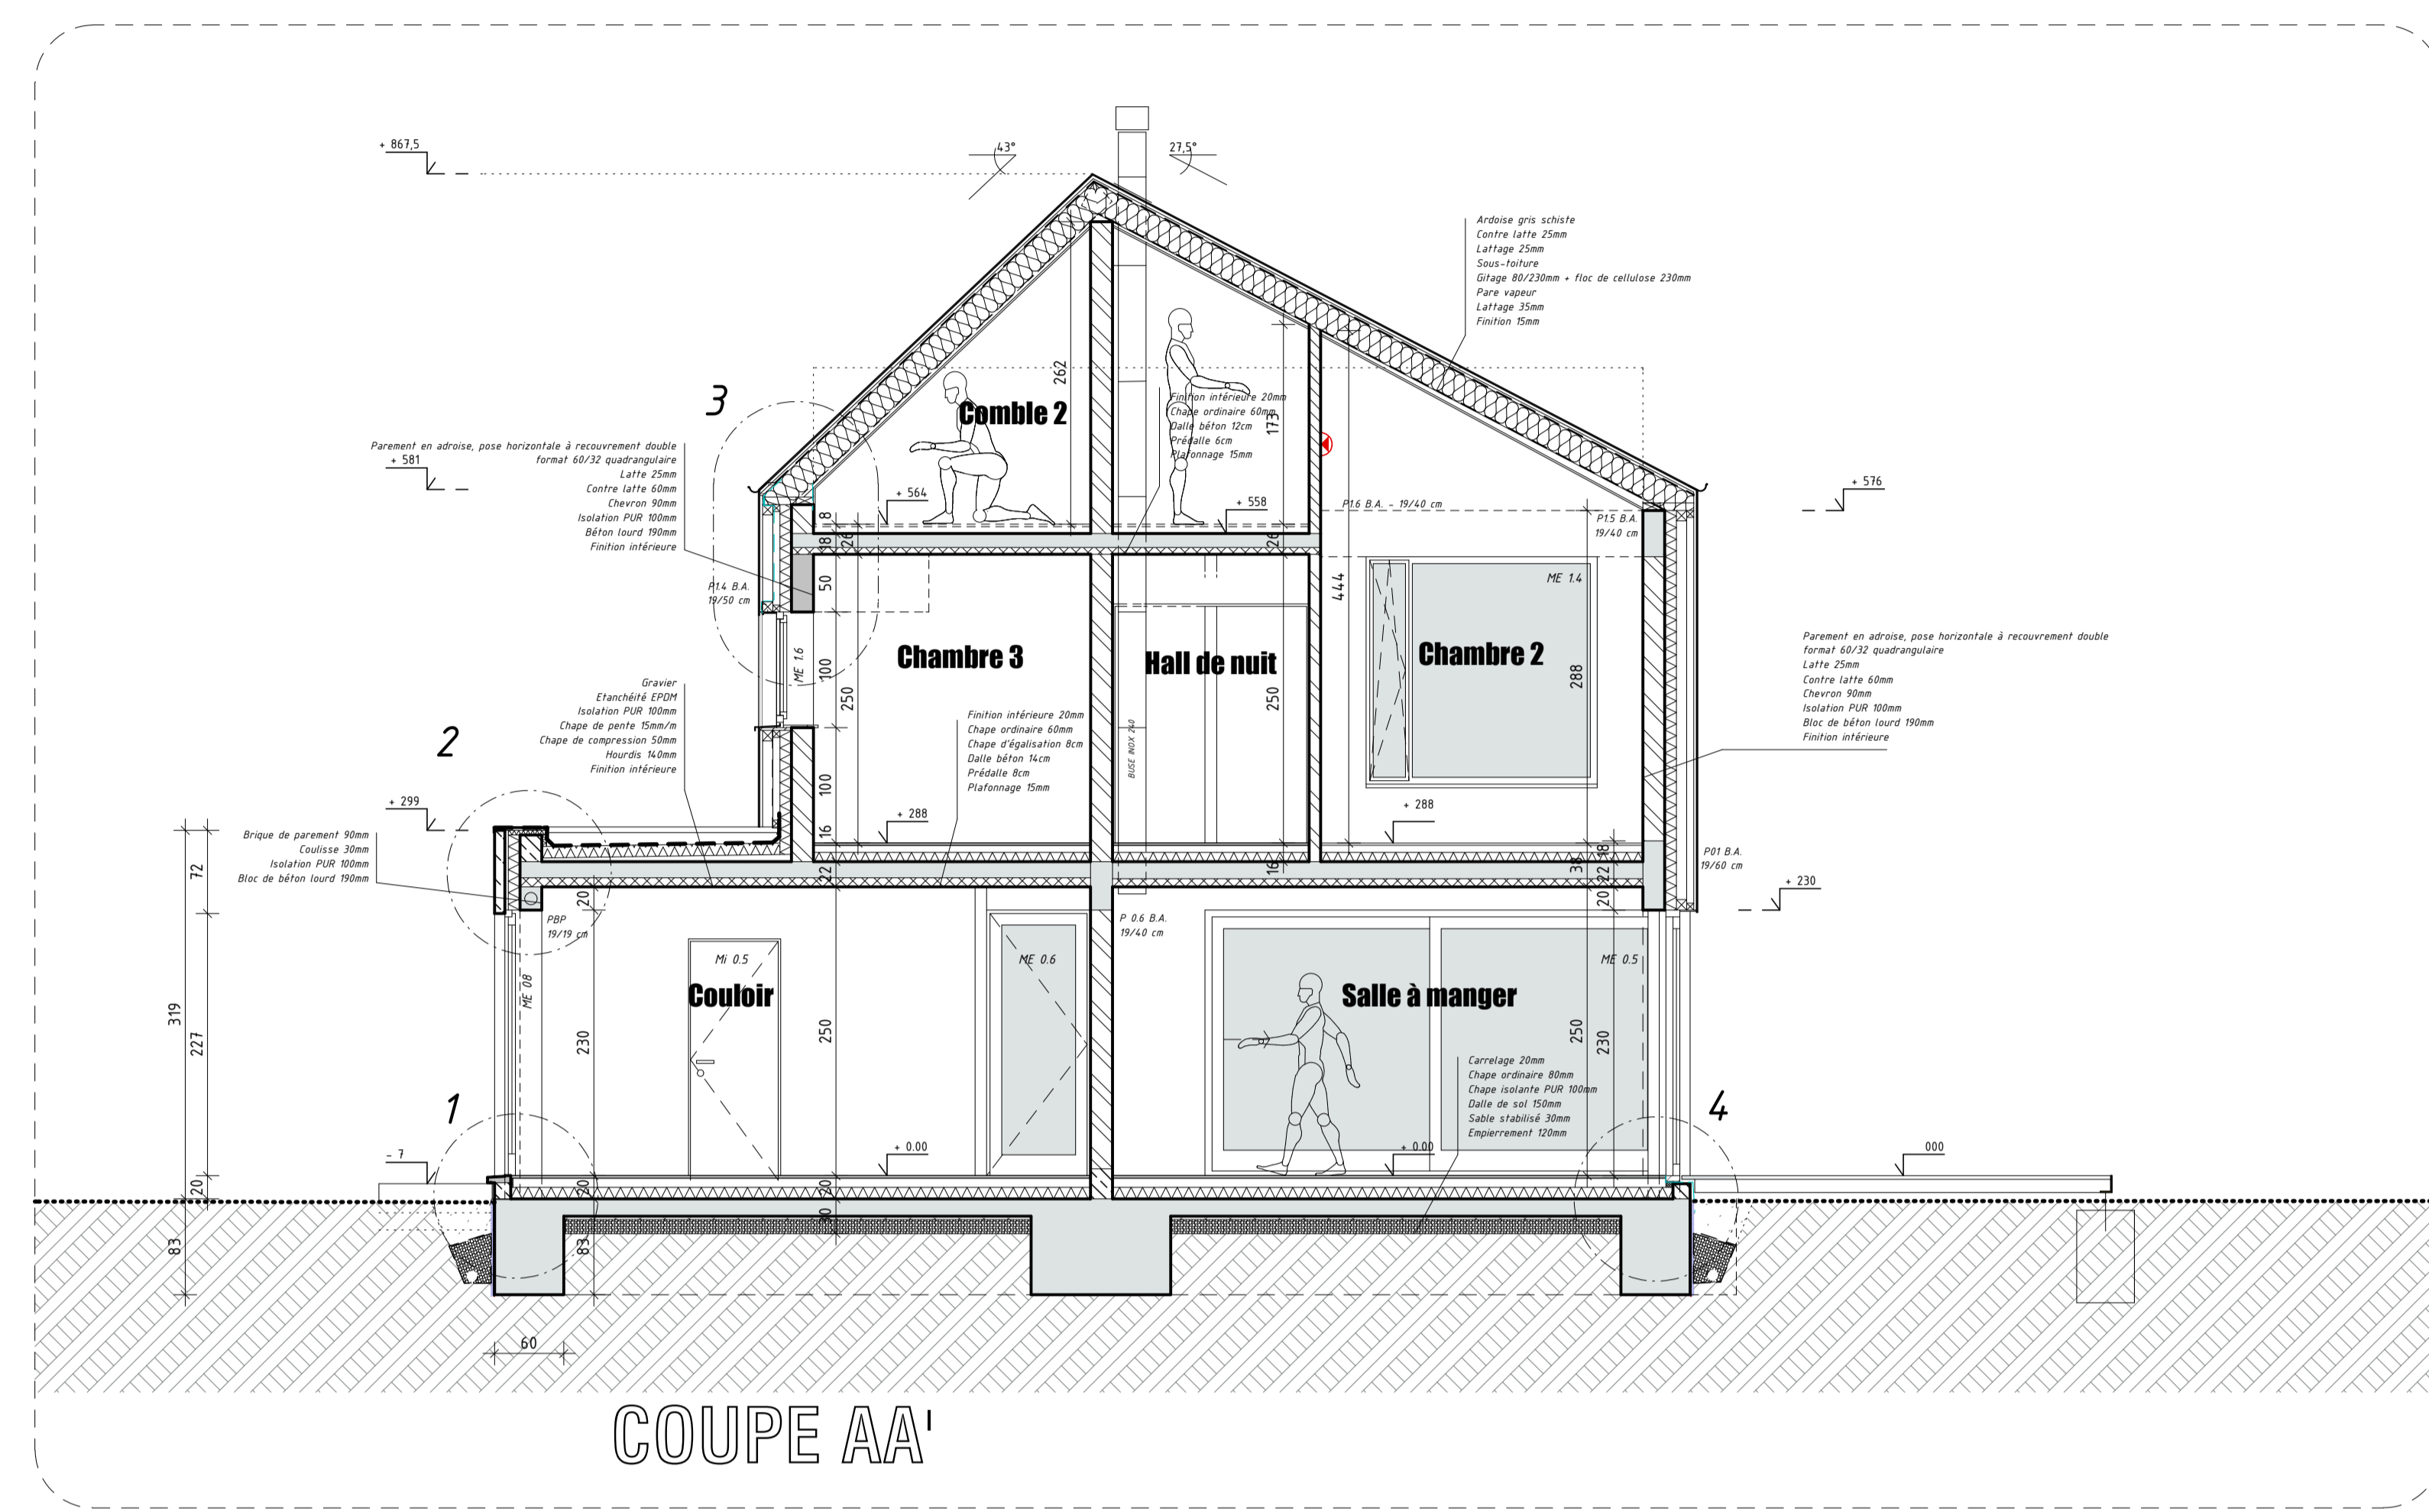 + 867,5
43°
27,5°
Ardoise gris schiste
Contre latte 25mm
Lattage 25mm
Sous-toiture
Gitage 80/230mm + floc de cellulose 230mm
Pare vapeur
Lattage 35mm
Finition 15mm
3
262
Comble 2
Finition intérieure 20mm
Chape ordinaire 60mm
Dalle béton 12cm
Prédalle 6cm
Plafonnage 15mm
173
Parement en adroise, pose horizontale à recouvrement double
format 60/32 quadrangulaire
Latte 25mm
Contre latte 60mm
Chevron 90mm
Isolation PUR 100mm
Béton lourd 190mm
Finition intérieure
+ 581
+ 564
+ 558
+ 576
P1.6 B.A. - 19/40 cm
P1.5 B.A.
19/40 cm
8
18
26
26
50
P1.4 B.A.
19/50 cm
444
ME 1.4
ME 1.6
100
250
Chambre 3
Hall de nuit
250
Chambre 2
288
Parement en adroise, pose horizontale à recouvrement double
format 60/32 quadrangulaire
Latte 25mm
Contre latte 60mm
Chevron 90mm
Isolation PUR 100mm
Bloc de béton lourd 190mm
Finition intérieure
Gravier
Etanchéité EPDM
Isolation PUR 100mm
Chape de pente 15mm/m
Chape de compression 50mm
Hourdis 140mm
Finition intérieure
2
Finition intérieure 20mm
Chape ordinaire 60mm
Chape d'égalisation 8cm
Dalle béton 14cm
Prédalle 8cm
Plafonnage 15mm
BUSE INOX 240
100
+ 299
+ 288
+ 288
16
Brique de parement 90mm
Coulisse 30mm
Isolation PUR 100mm
Bloc de béton lourd 190mm
72
22
16
38
18
22
P01 B.A.
19/60 cm
+ 230
20
20
PBP
19/19 cm
P 0.6 B.A.
19/40 cm
ME 08
Mi 0.5
ME 0.6
ME 0.5
Couloir
Salle à manger
319
227
230
250
250
230
Carrelage 20mm
Chape ordinaire 80mm
Chape isolante PUR 100mm
Dalle de sol 150mm
Sable stabilisé 30mm
Empierrement 120mm
1
4
- 7
+ 0.00
+ 0.00
000
20
20
20
30
83
83
60
COUPE AA'